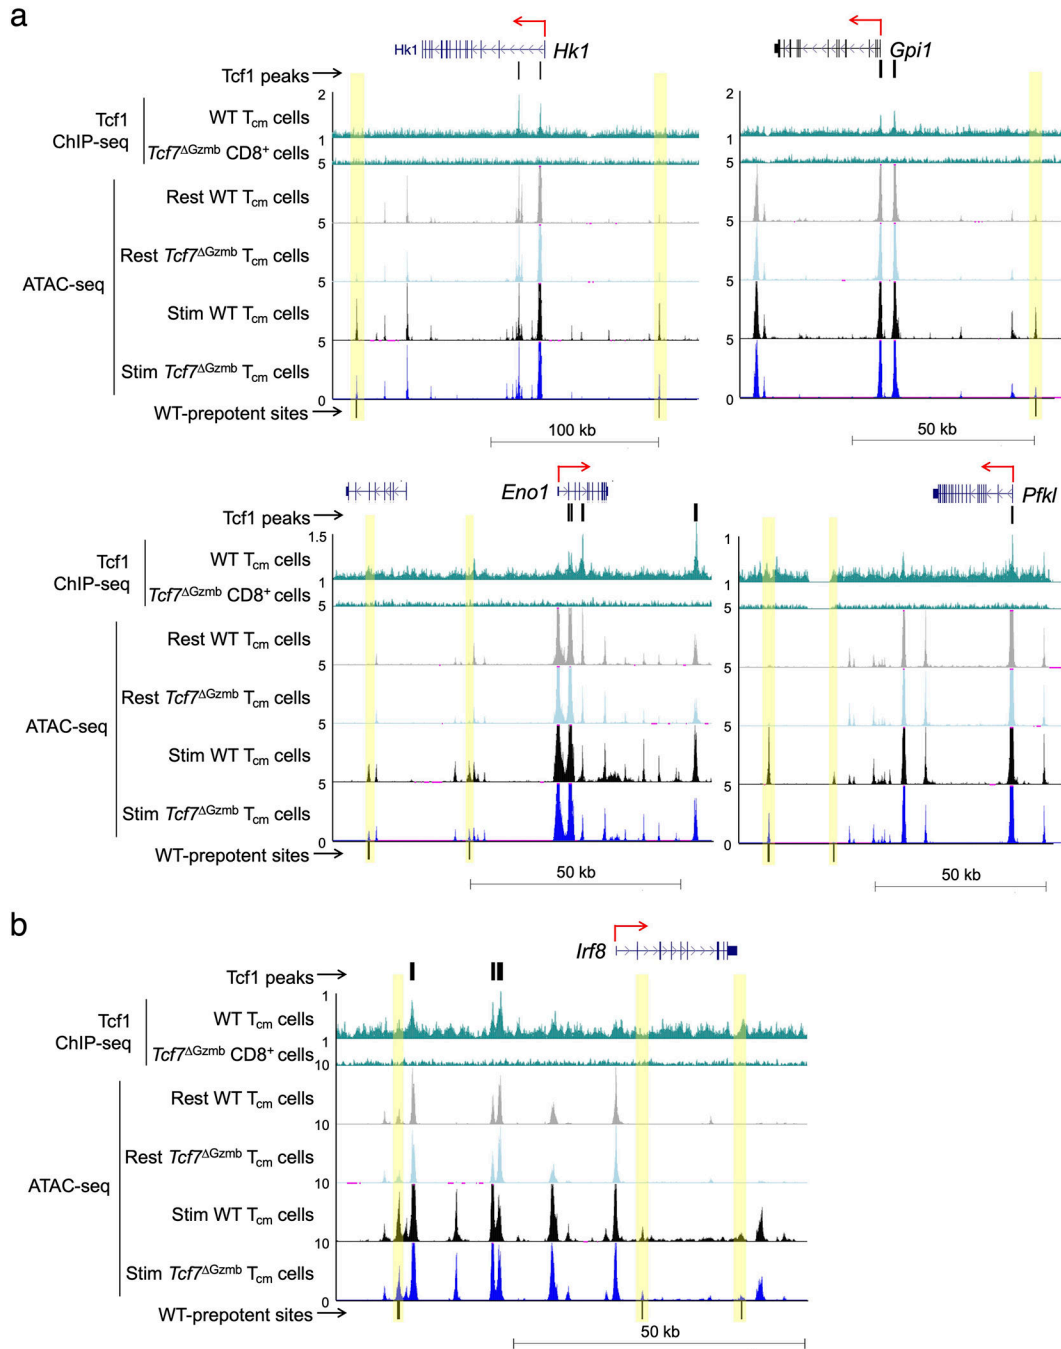 a
Hk1 Hk1 Gpi1
Tcf1 peaks
Tcf1 ChIP-seq
WT Tcm cells
Tcf7ΔGzmb CD8+ cells
ATAC-seq
Rest WT Tcm cells
Rest Tcf7ΔGzmb Tcm cells
Stim WT Tcm cells
Stim Tcf7ΔGzmb Tcm cells
WT-prepotent sites
2
1
5
5
5
5
0
100 kb
2
1
5
5
5
5
0
50 kb
Eno1 Pfkl
Tcf1 peaks
Tcf1 ChIP-seq
WT Tcm cells
Tcf7ΔGzmb CD8+ cells
ATAC-seq
Rest WT Tcm cells
Rest Tcf7ΔGzmb Tcm cells
Stim WT Tcm cells
Stim Tcf7ΔGzmb Tcm cells
WT-prepotent sites
1.5
1
5
5
5
5
0
50 kb
1
1
5
5
5
5
0
50 kb
b
Irf8
Tcf1 peaks
Tcf1 ChIP-seq
WT Tcm cells
Tcf7ΔGzmb CD8+ cells
ATAC-seq
Rest WT Tcm cells
Rest Tcf7ΔGzmb Tcm cells
Stim WT Tcm cells
Stim Tcf7ΔGzmb Tcm cells
WT-prepotent sites
1
1
10
10
10
10
0
50 kb